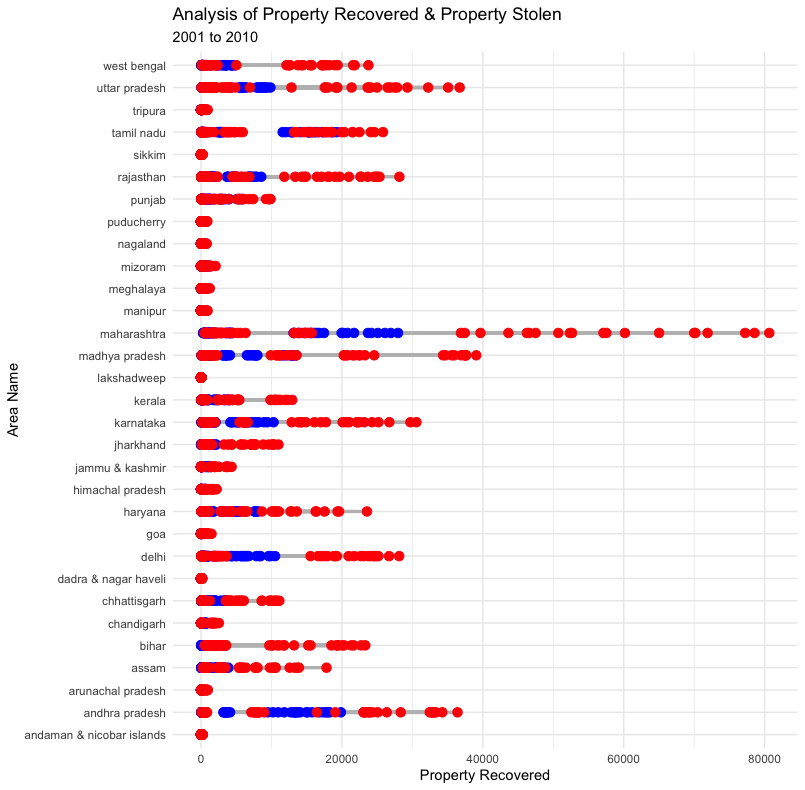 Analysis of Property Recovered & Property Stolen
2001 to 2010
Area Name
west bengal
uttar pradesh
tripura
tamil nadu
sikkim
rajasthan
punjab
puducherry
nagaland
mizoram
meghalaya
manipur
maharashtra
madhya pradesh
lakshadweep
kerala
karnataka
jharkhand
jammu & kashmir
himachal pradesh
haryana
goa
delhi
dadra & nagar haveli
chhattisgarh
chandigarh
bihar
assam
arunachal pradesh
andhra pradesh
andaman & nicobar islands
0 20000 40000 60000 80000
Property Recovered